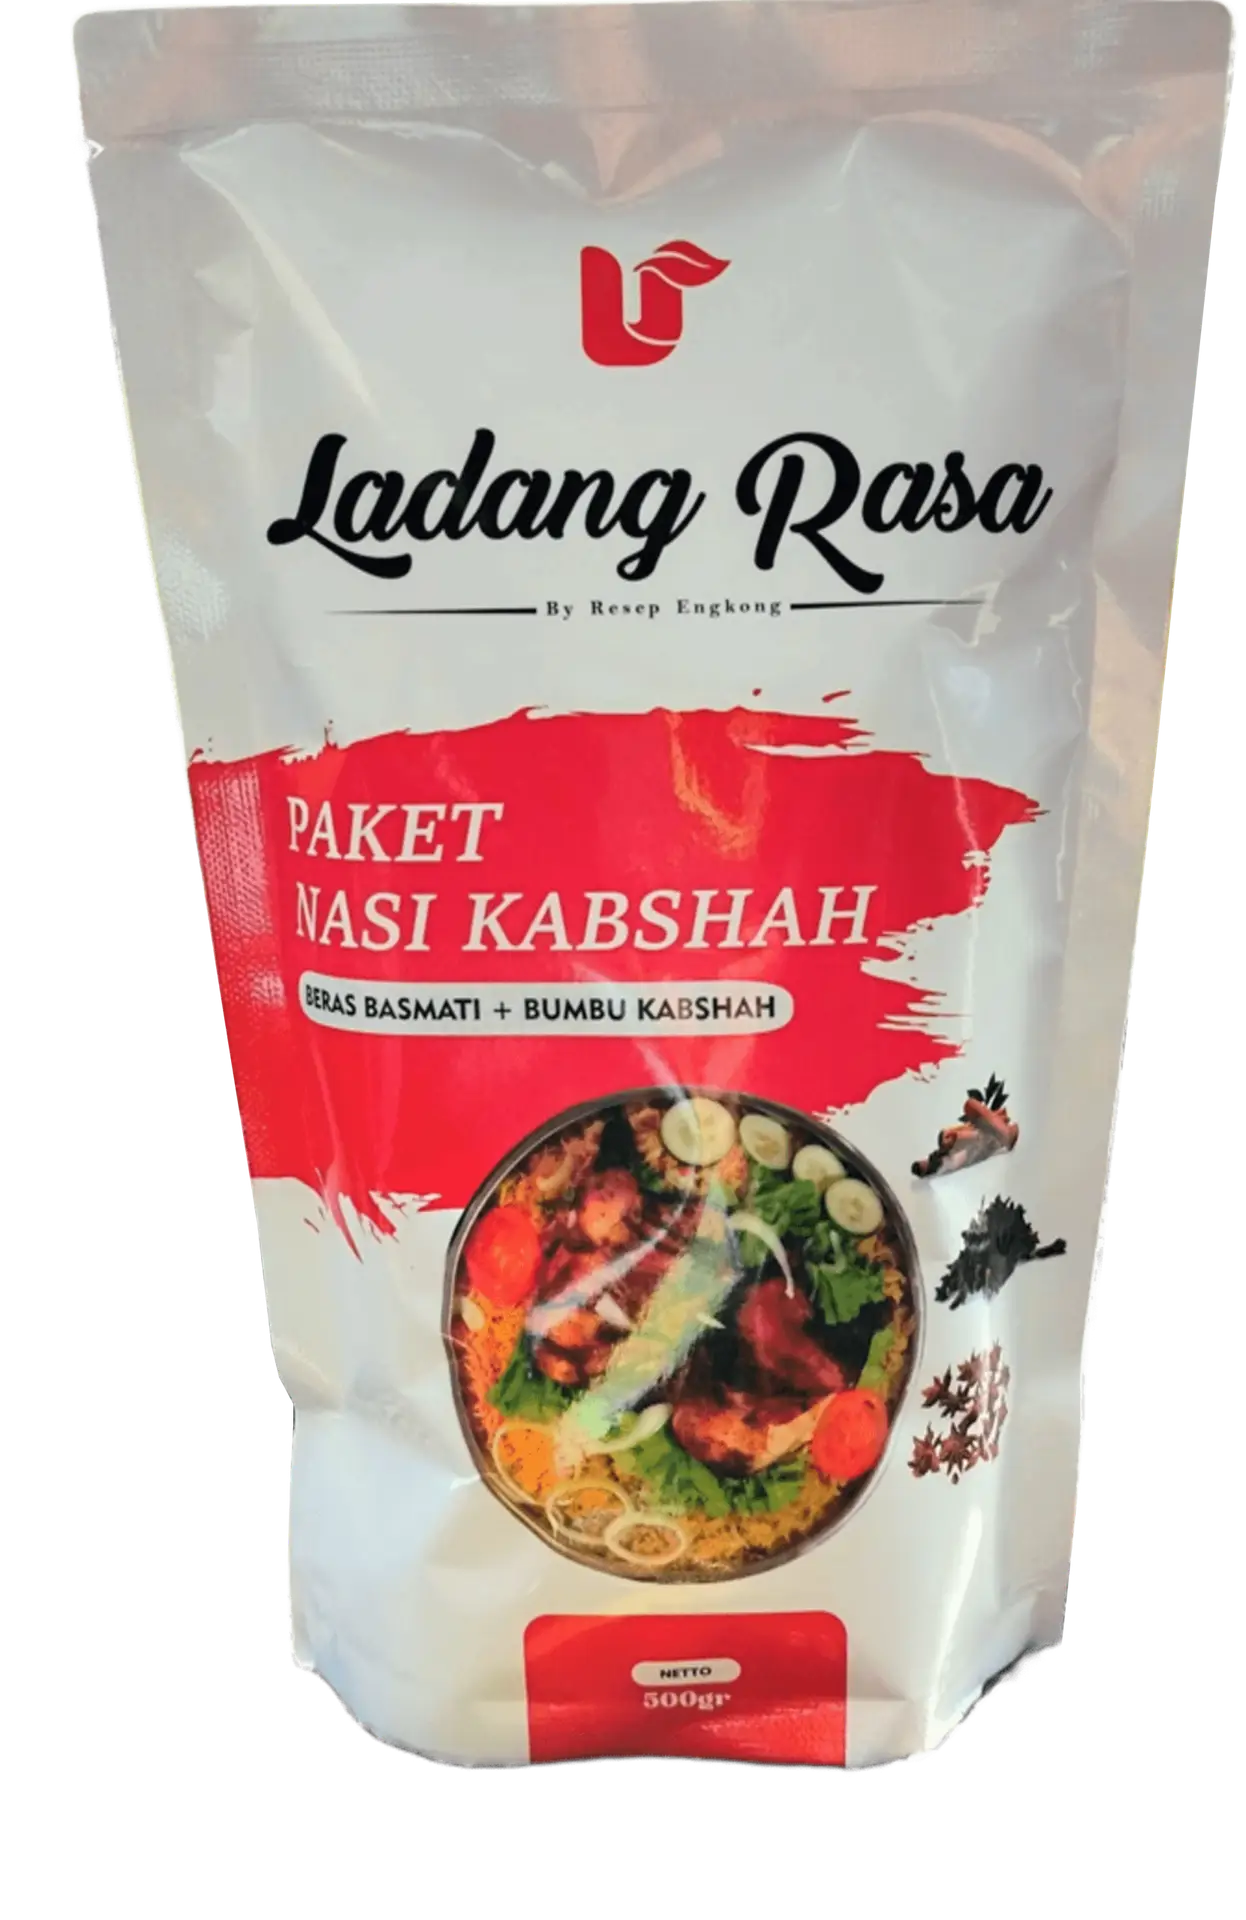 Ladang Rasa
By Resep Engkong
PAKET
NASI KABSHAH
BERAS BASMATI + BUMBU KABSHAH
NETTO
500gr